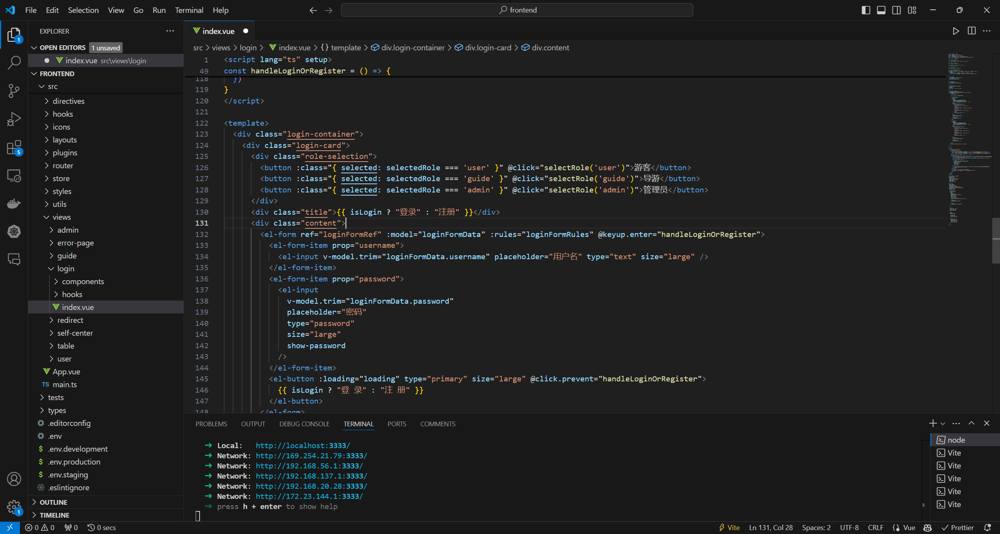 File Edit Selection View Go Run Terminal Help
frontend
EXPLORER
OPEN EDITORS 1 unsaved
index.vue src\views\login
FRONTEND
src
directives
hooks
icons
layouts
plugins
router
store
styles
utils
views
admin
error-page
guide
login
components
hooks
index.vue
redirect
self-center
table
user
App.vue
TS main.ts
tests
types
.editorconfig
.env
$ .env.development
$ .env.production
$ .env.staging
.eslintignore
OUTLINE
TIMELINE
1
5
1
index.vue
src > views > login > index.vue > {} template > div.login-container > div.login-card > div.content
1 <script lang="ts" setup>
49 const handleLoginOrRegister = () => {
118 })
119 }
120 </script>
121
122 <template>
123 <div class="login-container">
124 <div class="login-card">
125 <div class="role-selection">
126 <button :class="{ selected: selectedRole === 'user' }" @click="selectRole('user')">游客</button>
127 <button :class="{ selected: selectedRole === 'guide' }" @click="selectRole('guide')">导游</button>
128 <button :class="{ selected: selectedRole === 'admin' }" @click="selectRole('admin')">管理员</button>
129 </div>
130 <div class="title">{{ isLogin ? "登录" : "注册" }}</div>
131 <div class="content">
132 <el-form ref="loginFormRef" :model="loginFormData" :rules="loginFormRules" @keyup.enter="handleLoginOrRegister">
133 <el-form-item prop="username">
134 <el-input v-model.trim="loginFormData.username" placeholder="用户名" type="text" size="large" />
135 </el-form-item>
136 <el-form-item prop="password">
137 <el-input
138 v-model.trim="loginFormData.password"
139 placeholder="密码"
140 type="password"
141 size="large"
142 show-password
143 />
144 </el-form-item>
145 <el-button :loading="loading" type="primary" size="large" @click.prevent="handleLoginOrRegister">
146 {{ isLogin ? "登 录" : "注 册" }}
147 </el-button>
148 </el-form>
PROBLEMS OUTPUT DEBUG CONSOLE TERMINAL PORTS COMMENTS
➜ Local: http://localhost:3333/
➜ Network: http://169.254.21.79:3333/
➜ Network: http://192.168.56.1:3333/
➜ Network: http://192.168.137.1:3333/
➜ Network: http://192.168.20.28:3333/
➜ Network: http://172.23.144.1:3333/
➜ press h + enter to show help
node
Vite
Vite
Vite
Vite
Vite
0 0 0 0 secs
Vite Ln 131, Col 28 Spaces: 2 UTF-8 CRLF Vue Prettier